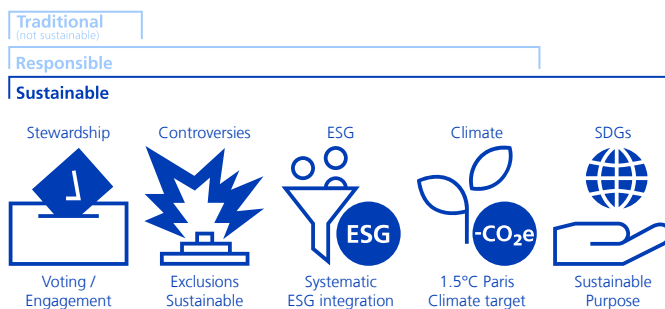 Traditional
(not sustainable)
Responsible
Sustainable
Stewardship
Controversies
ESG
Climate
SDGs
ESG
-CO₂e
Voting /
Engagement
Exclusions
Sustainable
Systematic
ESG integration
1.5°C Paris
Climate target
Sustainable
Purpose